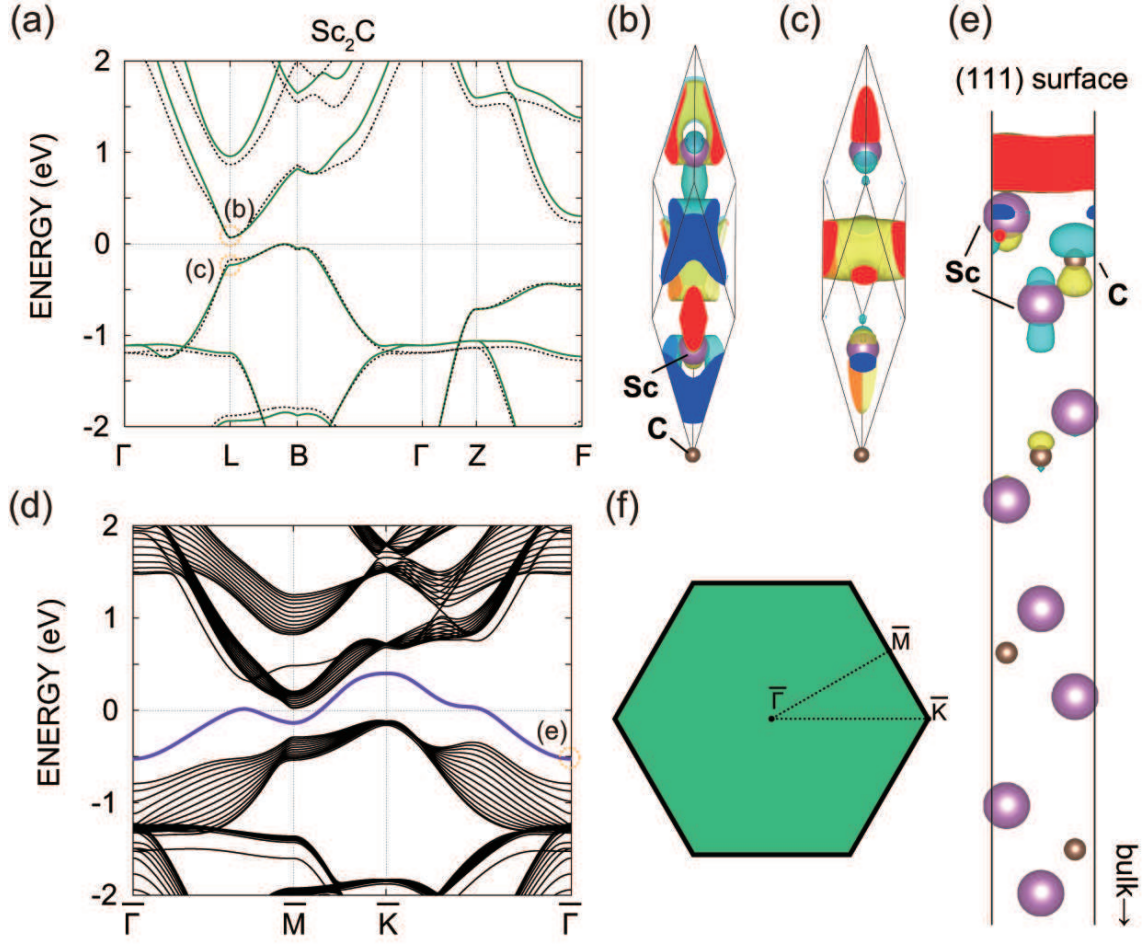 (a)
Sc₂C
ENERGY (eV)
2
1
0
-1
-2
(b)
(c)
Γ
L
B
Γ
Z
F
(b)
Sc
C
(c)
(e)
(111) surface
Sc
C
bulk→
(d)
ENERGY (eV)
2
1
0
-1
-2
(e)
Γ̅
M̅
K̅
Γ̅
(f)
Γ̅
M̅
K̅